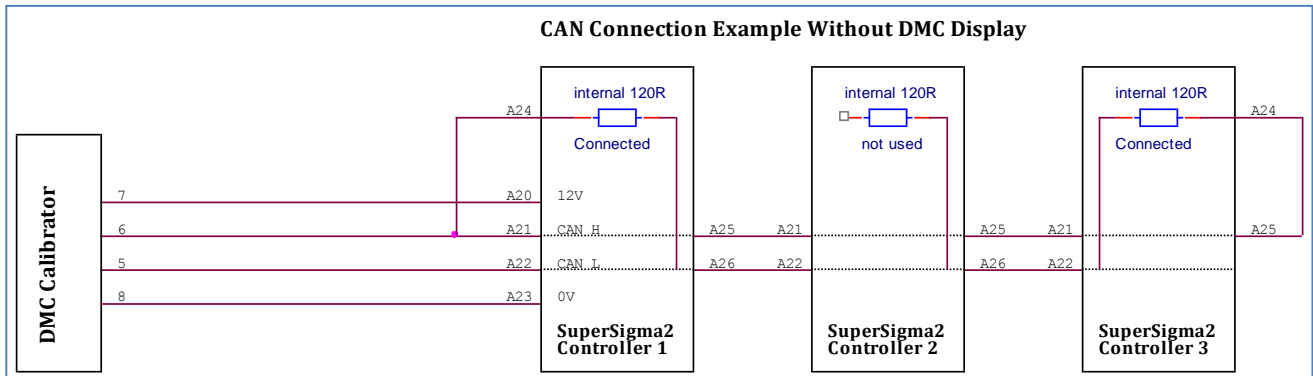 CAN Connection Example Without DMC Display
internal 120R
internal 120R
internal 120R
A24
A24
Connected
not used
Connected
DMC Calibrator
7
A20
12V
6
A21
CAN H
A25
A21
A25
A21
A25
5
A22
CAN L
A26
A22
A26
A22
8
A23
0V
SuperSigma2
Controller 1
SuperSigma2
Controller 2
SuperSigma2
Controller 3